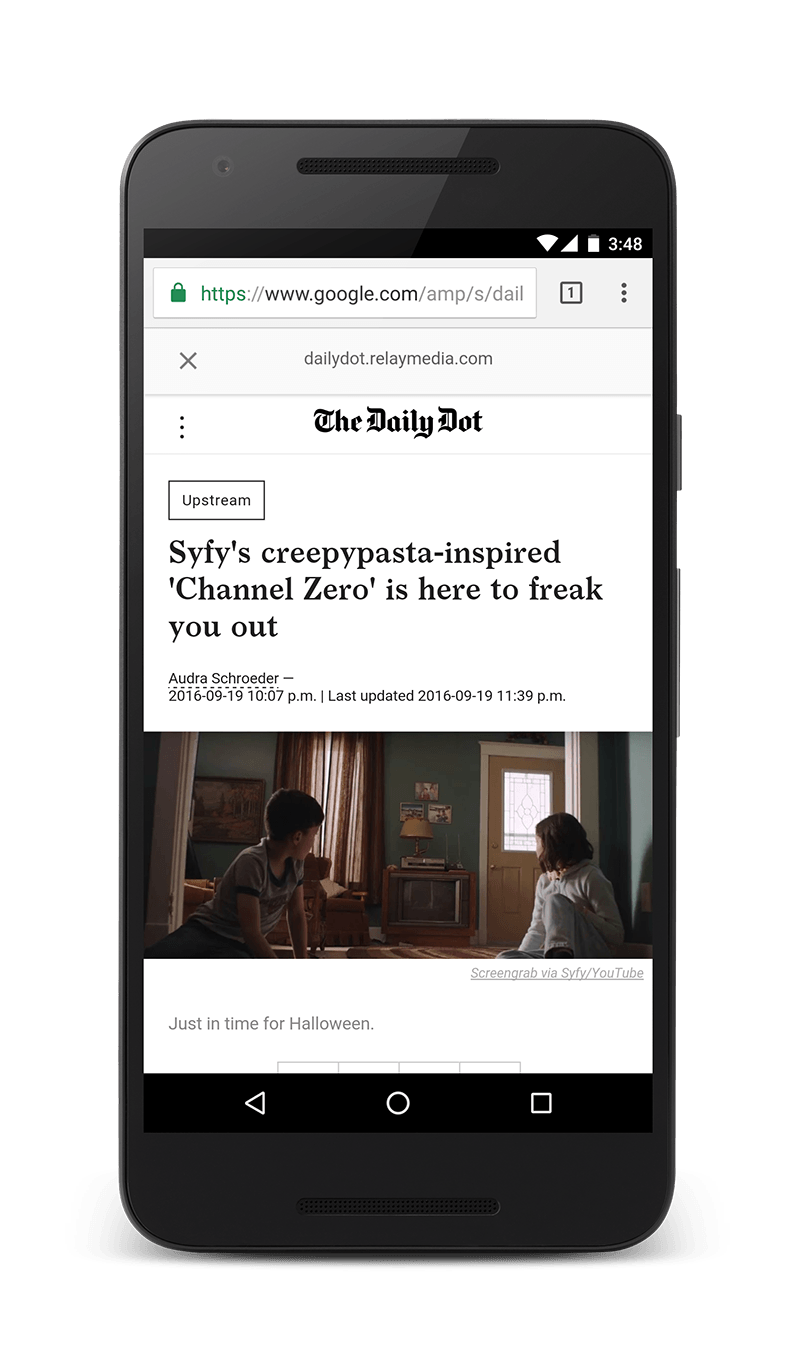 3:48
https://www.google.com/amp/s/dail
1
dailydot.relaymedia.com
The Daily Dot
Upstream
Syfy's creepypasta-inspired
'Channel Zero' is here to freak
you out
Audra Schroeder —
2016-09-19 10:07 p.m. | Last updated 2016-09-19 11:39 p.m.
Screengrab via Syfy/YouTube
Just in time for Halloween.